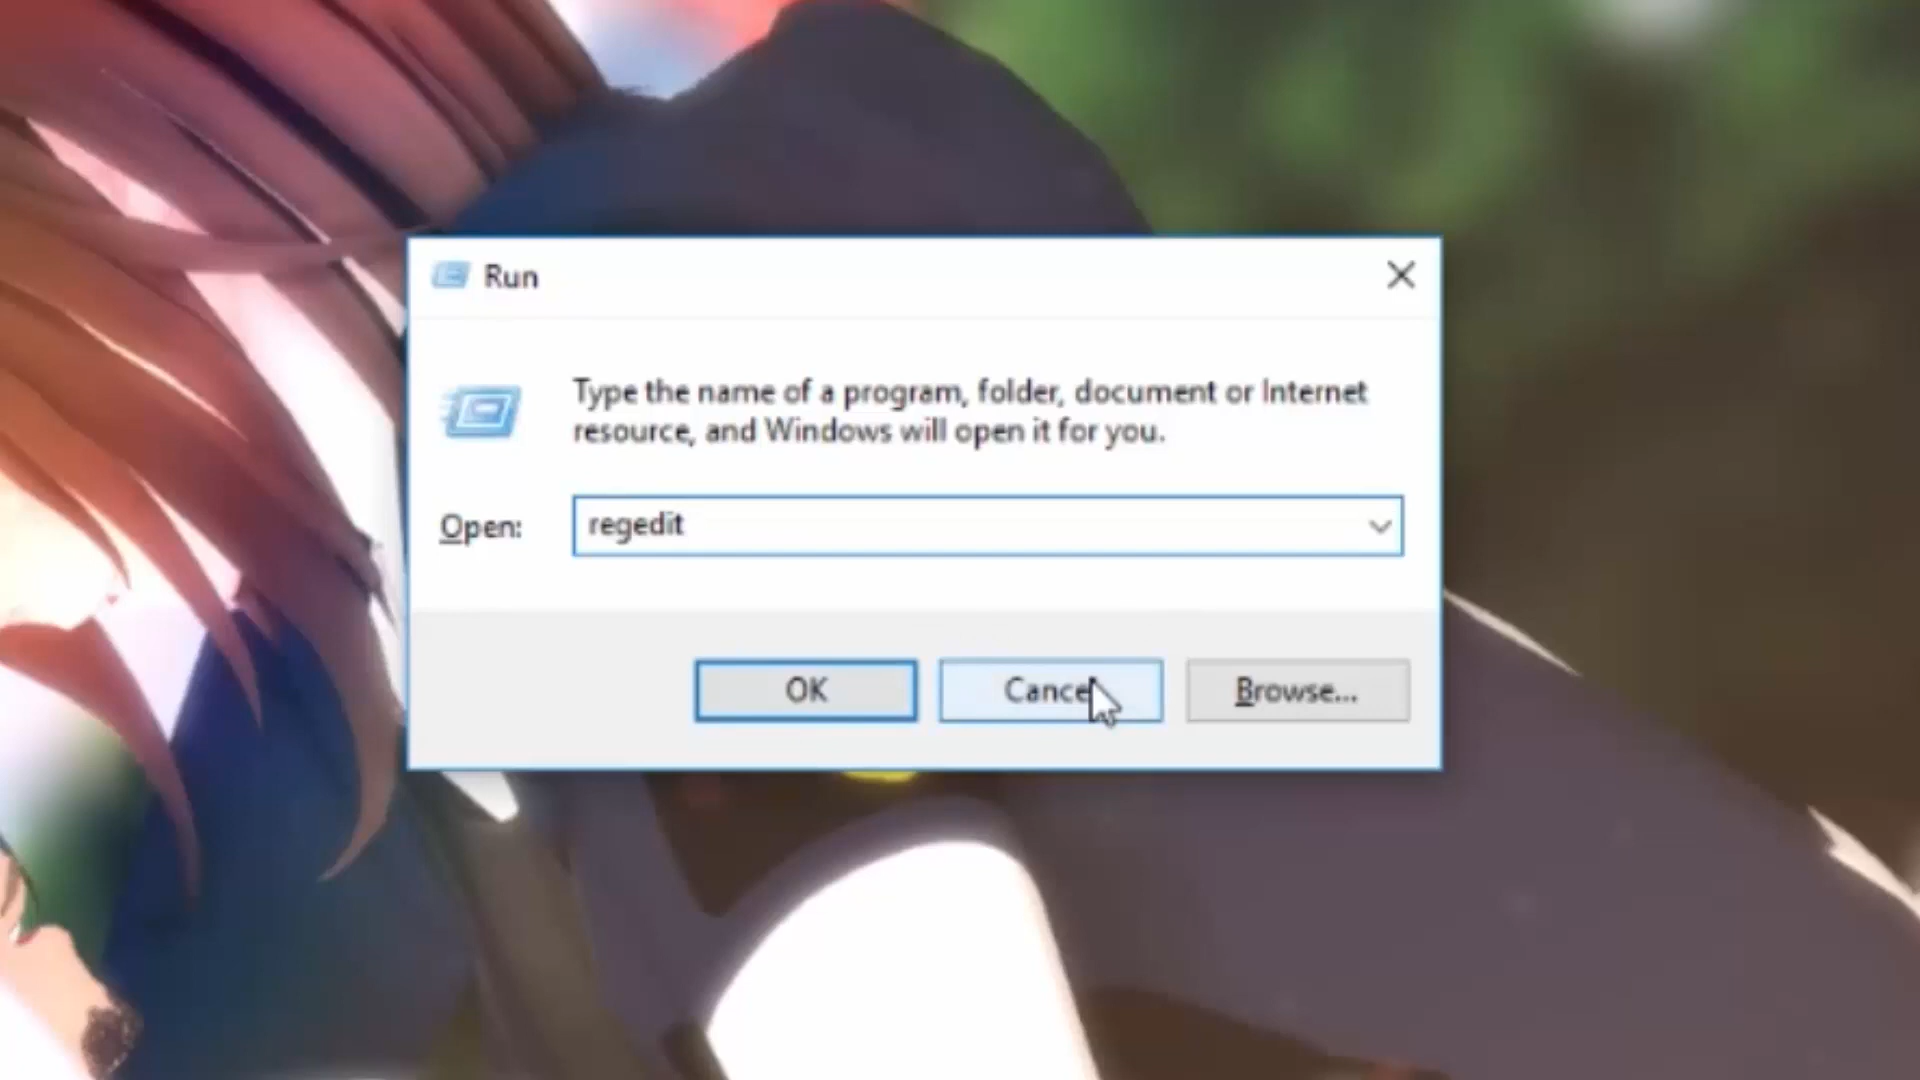 Run
Type the name of a program, folder, document or Internet
resource, and Windows will open it for you.
Open:
regedit
OK
Cancel
Browse...